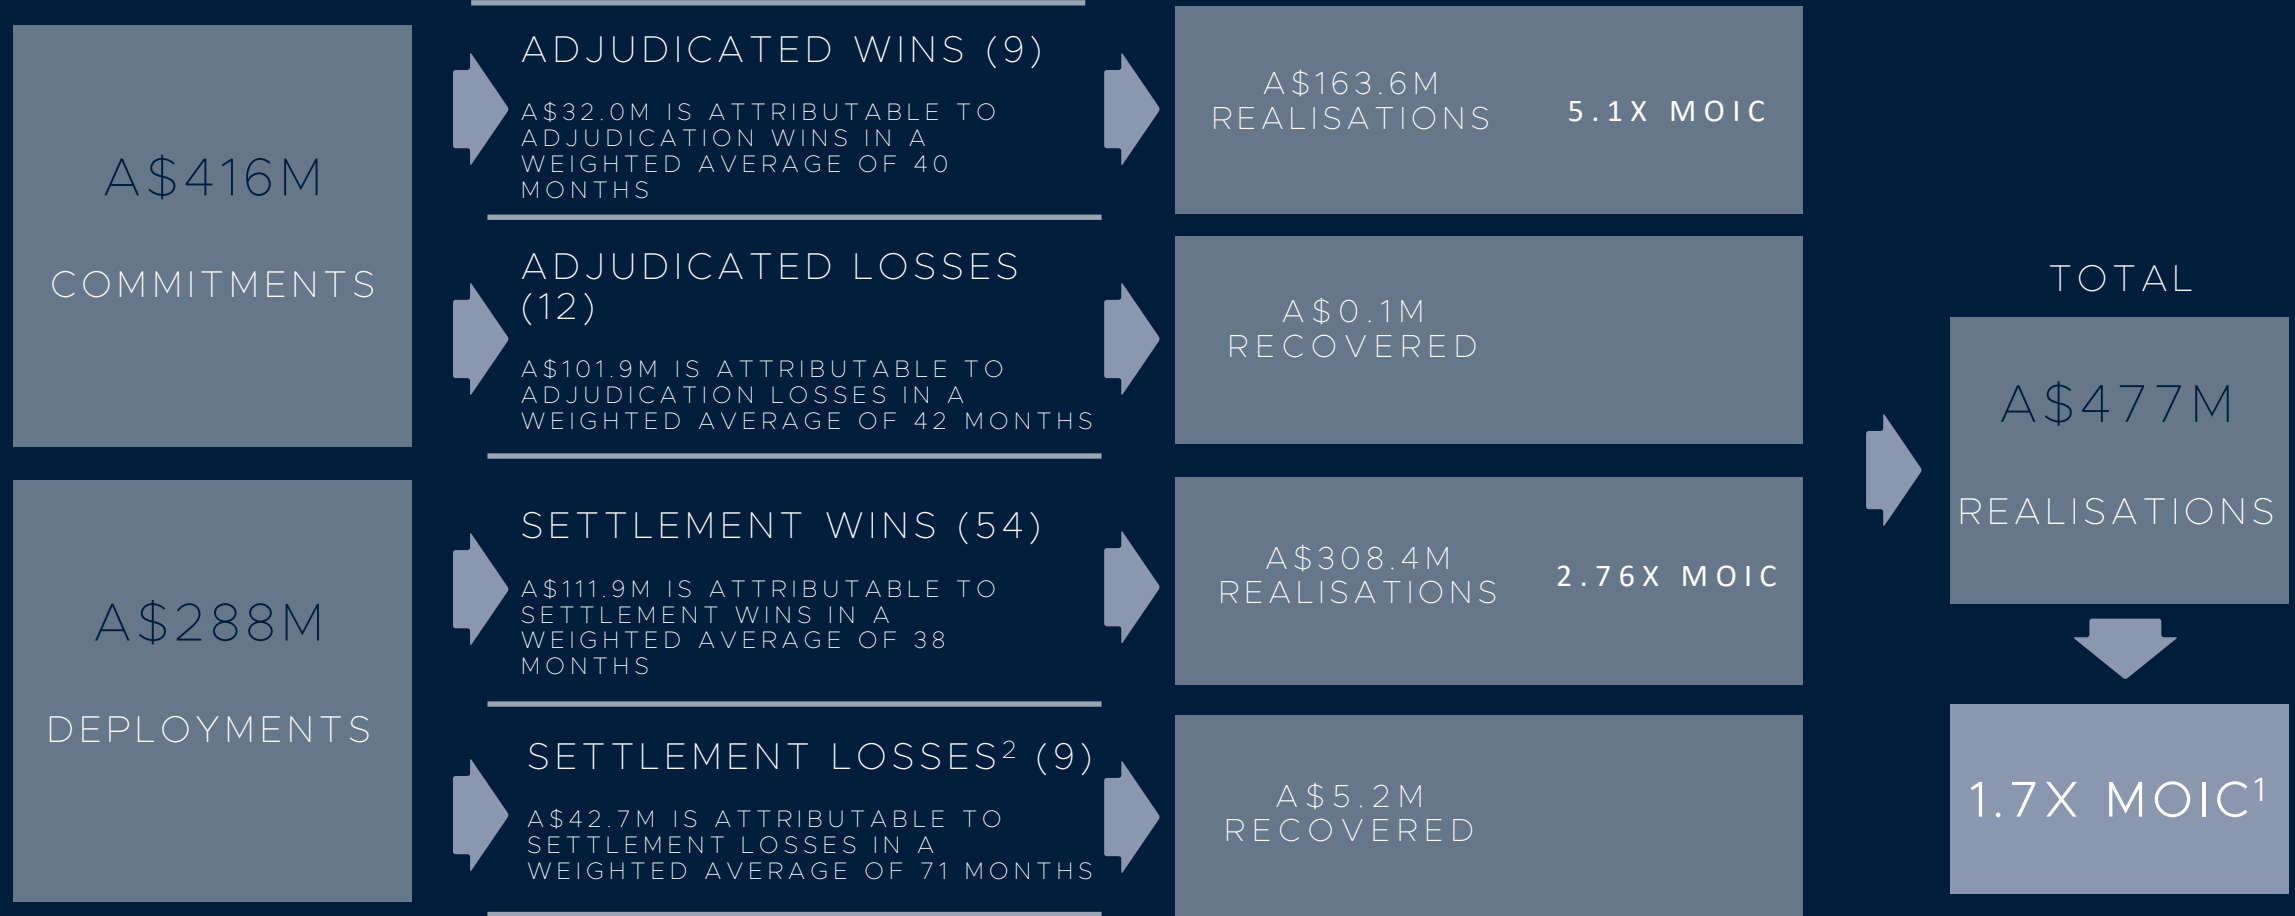 A$416M
COMMITMENTS
A$288M
DEPLOYMENTS
ADJUDICATED WINS (9)
A$32.0M IS ATTRIBUTABLE TO
ADJUDICATION WINS IN A
WEIGHTED AVERAGE OF 40
MONTHS
A$163.6M
REALISATIONS
5.1X MOIC
ADJUDICATED LOSSES
(12)
A$101.9M IS ATTRIBUTABLE TO
ADJUDICATION LOSSES IN A
WEIGHTED AVERAGE OF 42 MONTHS
A$0.1M
RECOVERED
SETTLEMENT WINS (54)
A$111.9M IS ATTRIBUTABLE TO
SETTLEMENT WINS IN A
WEIGHTED AVERAGE OF 38
MONTHS
A$308.4M
REALISATIONS
2.76X MOIC
SETTLEMENT LOSSES² (9)
A$42.7M IS ATTRIBUTABLE TO
SETTLEMENT LOSSES IN A
WEIGHTED AVERAGE OF 71 MONTHS
A$5.2M
RECOVERED
TOTAL
A$477M
REALISATIONS
1.7X MOIC¹